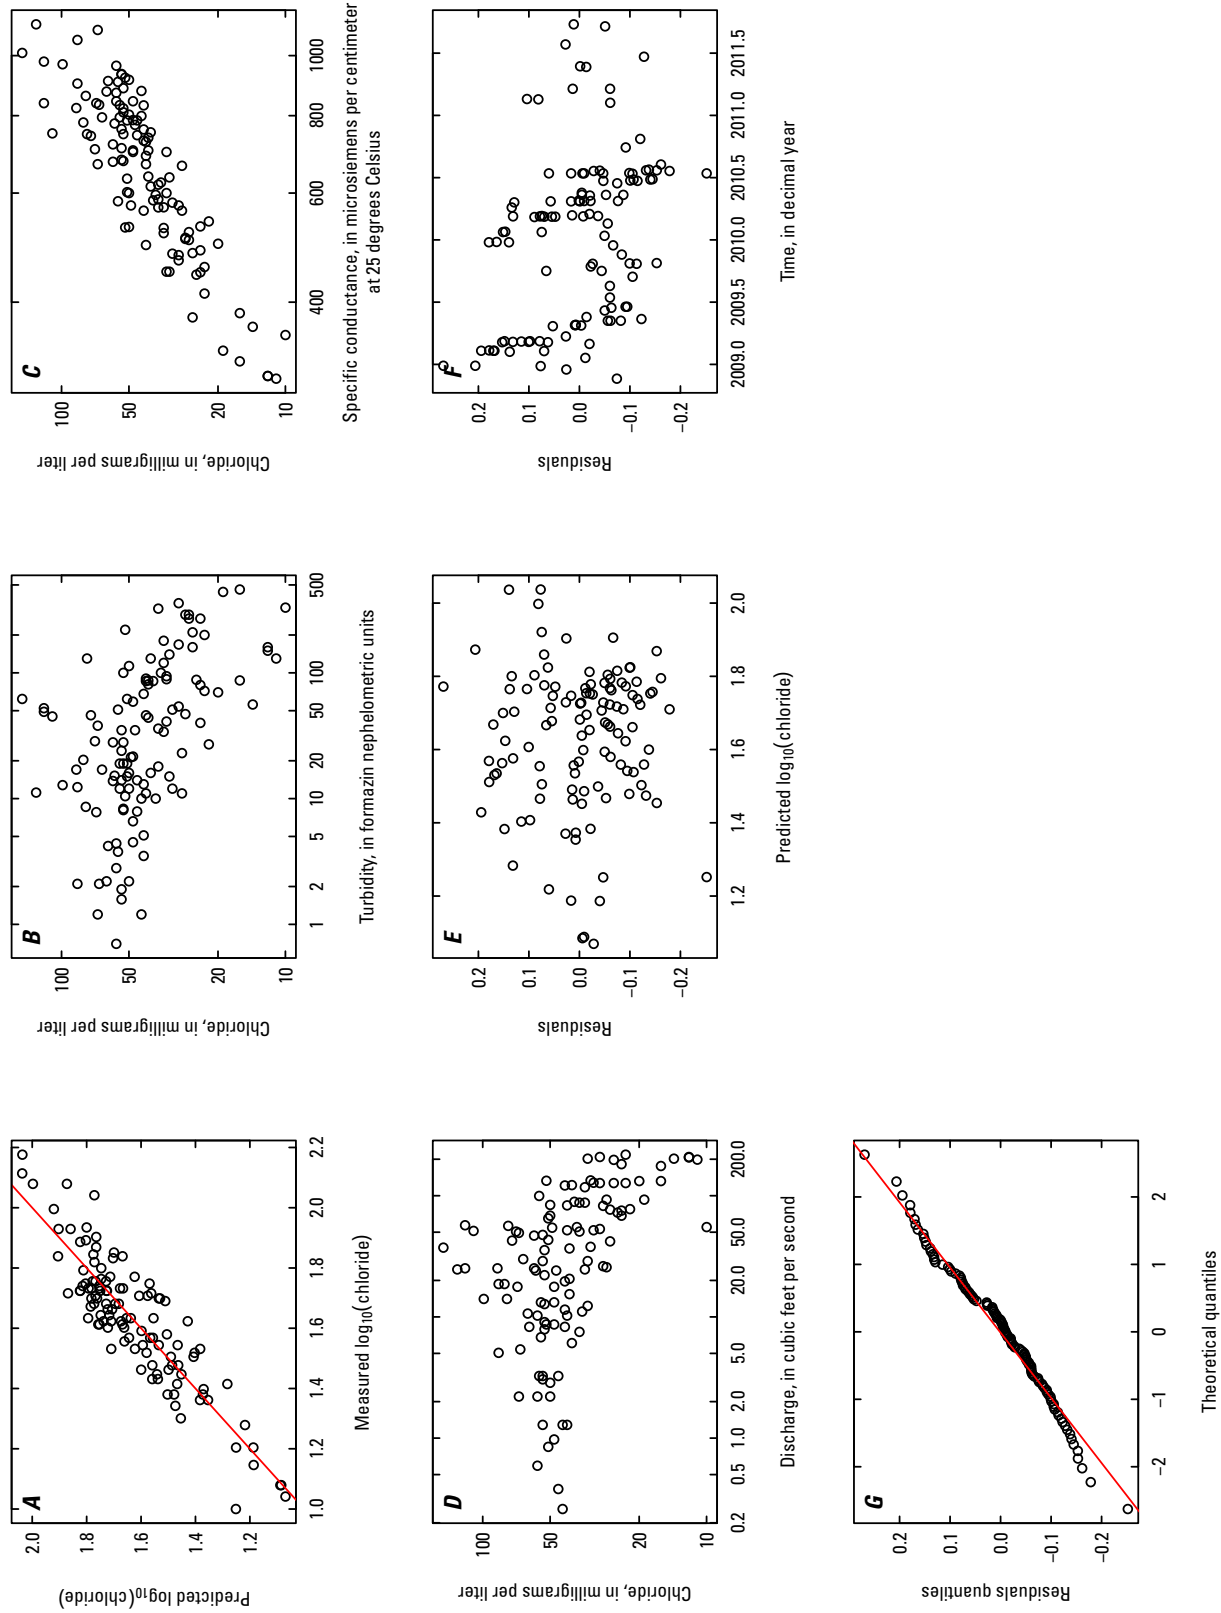 A
Predicted log10(chloride)
2.0
1.8
1.6
1.4
1.2
1.0 1.2 1.4 1.6 1.8 2.0 2.2
Measured log10(chloride)
B
Chloride, in milligrams per liter
100
50
20
10
1 2 5 10 20 50 100 500
Turbidity, in formazin nephelometric units
C
Chloride, in milligrams per liter
100
50
20
10
400 600 800 1000
Specific conductance, in microsiemens per centimeter
at 25 degrees Celsius
D
Chloride, in milligrams per liter
100
50
20
10
0.2 0.5 1.0 2.0 5.0 20.0 50.0 200.0
Discharge, in cubic feet per second
E
Residuals
0.2
0.1
0.0
−0.1
−0.2
1.2 1.4 1.6 1.8 2.0
Predicted log10(chloride)
F
Residuals
0.2
0.1
0.0
−0.1
−0.2
2009.0 2009.5 2010.0 2010.5 2011.0 2011.5
Time, in decimal year
G
Residuals quantiles
0.2
0.1
0.0
−0.1
−0.2
−2 −1 0 1 2
Theoretical quantiles